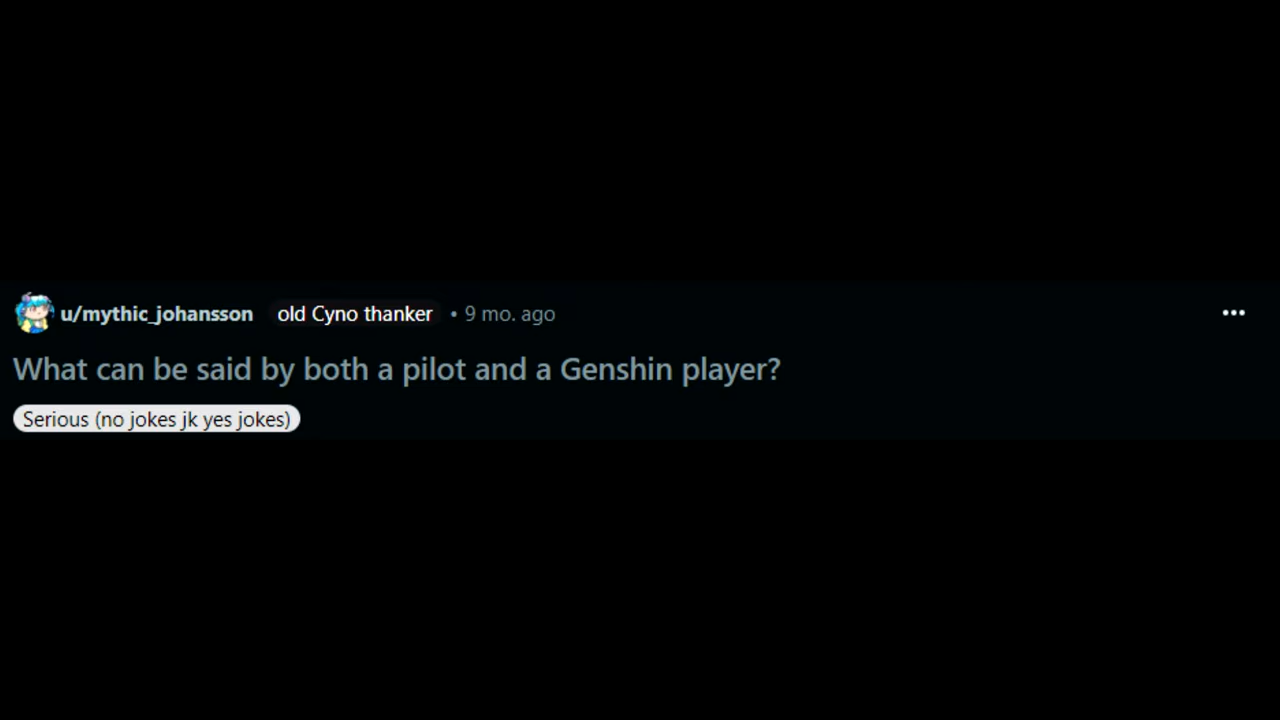 u/mythic_johansson old Cyno thanker • 9 mo. ago
What can be said by both a pilot and a Genshin player?
Serious (no jokes jk yes jokes)